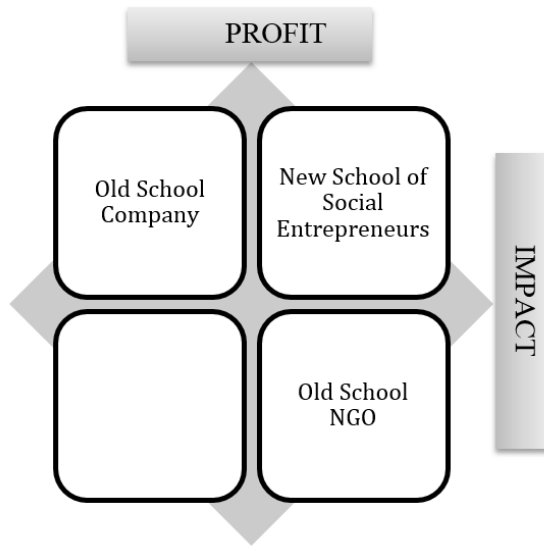 PROFIT
Old School
Company
New School of
Social
Entrepreneurs
IMPACT
Old School
NGO